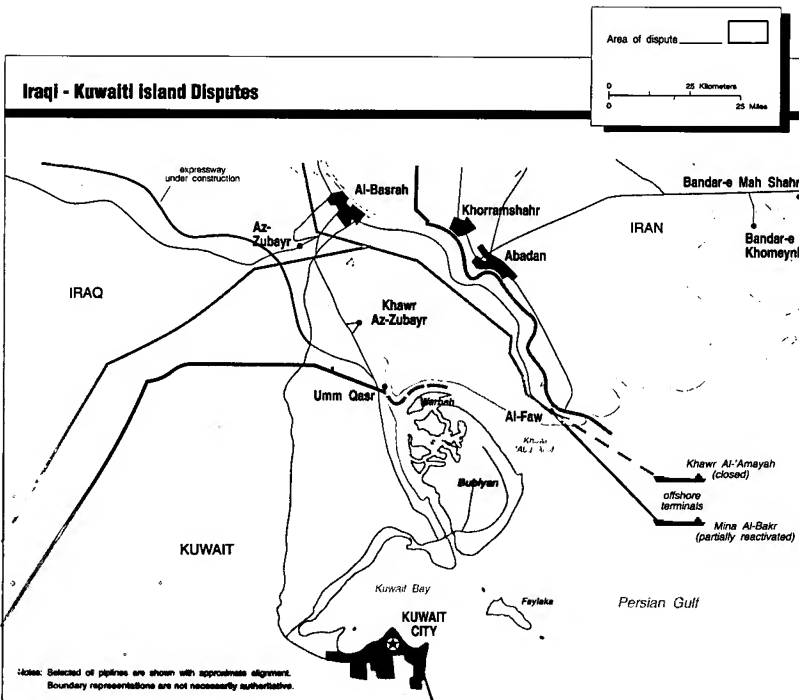 Area of dispute
0 25 Kilometers
0 25 Miles
Iraqi - Kuwaiti Island Disputes
expressway
under construction
Al-Basrah
Bandar-e Mah Shahr
Khorramshahr
Az-
Zubayr
IRAN
Abadan
Bandar-e
Khomeyni
IRAQ
Khawr
Az-Zubayr
Umm Qasr
Warbah
Al-Faw
Khawr Al-'Amayah
(closed)
Bubiyan
offshore
terminals
Mina Al-Bakr
(partially reactivated)
KUWAIT
Kuwait Bay
Faylaka
Persian Gulf
KUWAIT
CITY
Notes: Selected oil piplines are shown with approximate alignment.
Boundary representations are not necessarily authoritative.